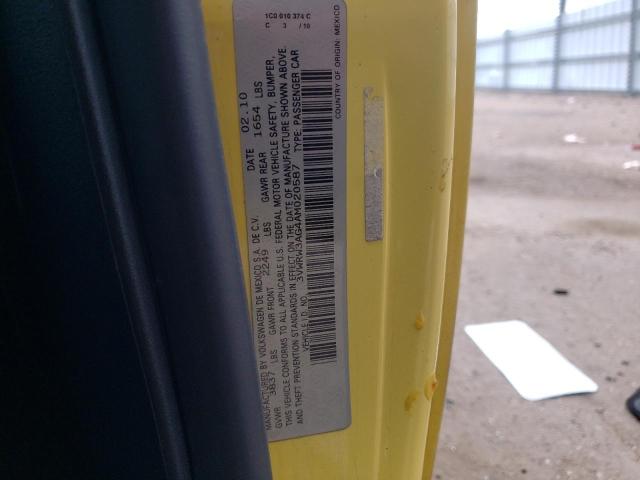 1C0 010 374 C
C 3 /10
MANUFACTURED BY VOLKSWAGEN DE MEXICO S.A. DE C.V. DATE 02.10
GVWR 3837 LBS GAWR FRONT 2249 LBS GAWR REAR 1654 LBS
THIS VEHICLE CONFORMS TO ALL APPLICABLE U.S. FEDERAL MOTOR VEHICLE SAFETY, BUMPER,
AND THEFT PREVENTION STANDARDS IN EFFECT ON THE DATE OF MANUFACTURE SHOWN ABOVE.
VEHICLE I.D. NO. 3VWRW3AG4AM020587 TYPE: PASSENGER CAR
COUNTRY OF ORIGIN: MEXICO